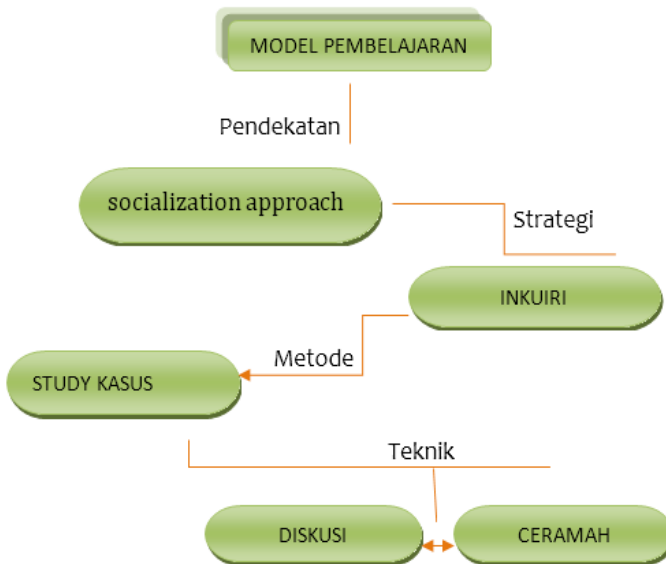 MODEL PEMBELAJARAN
Pendekatan
socialization approach
Strategi
INKUIRI
Metode
STUDY KASUS
Teknik
DISKUSI
CERAMAH